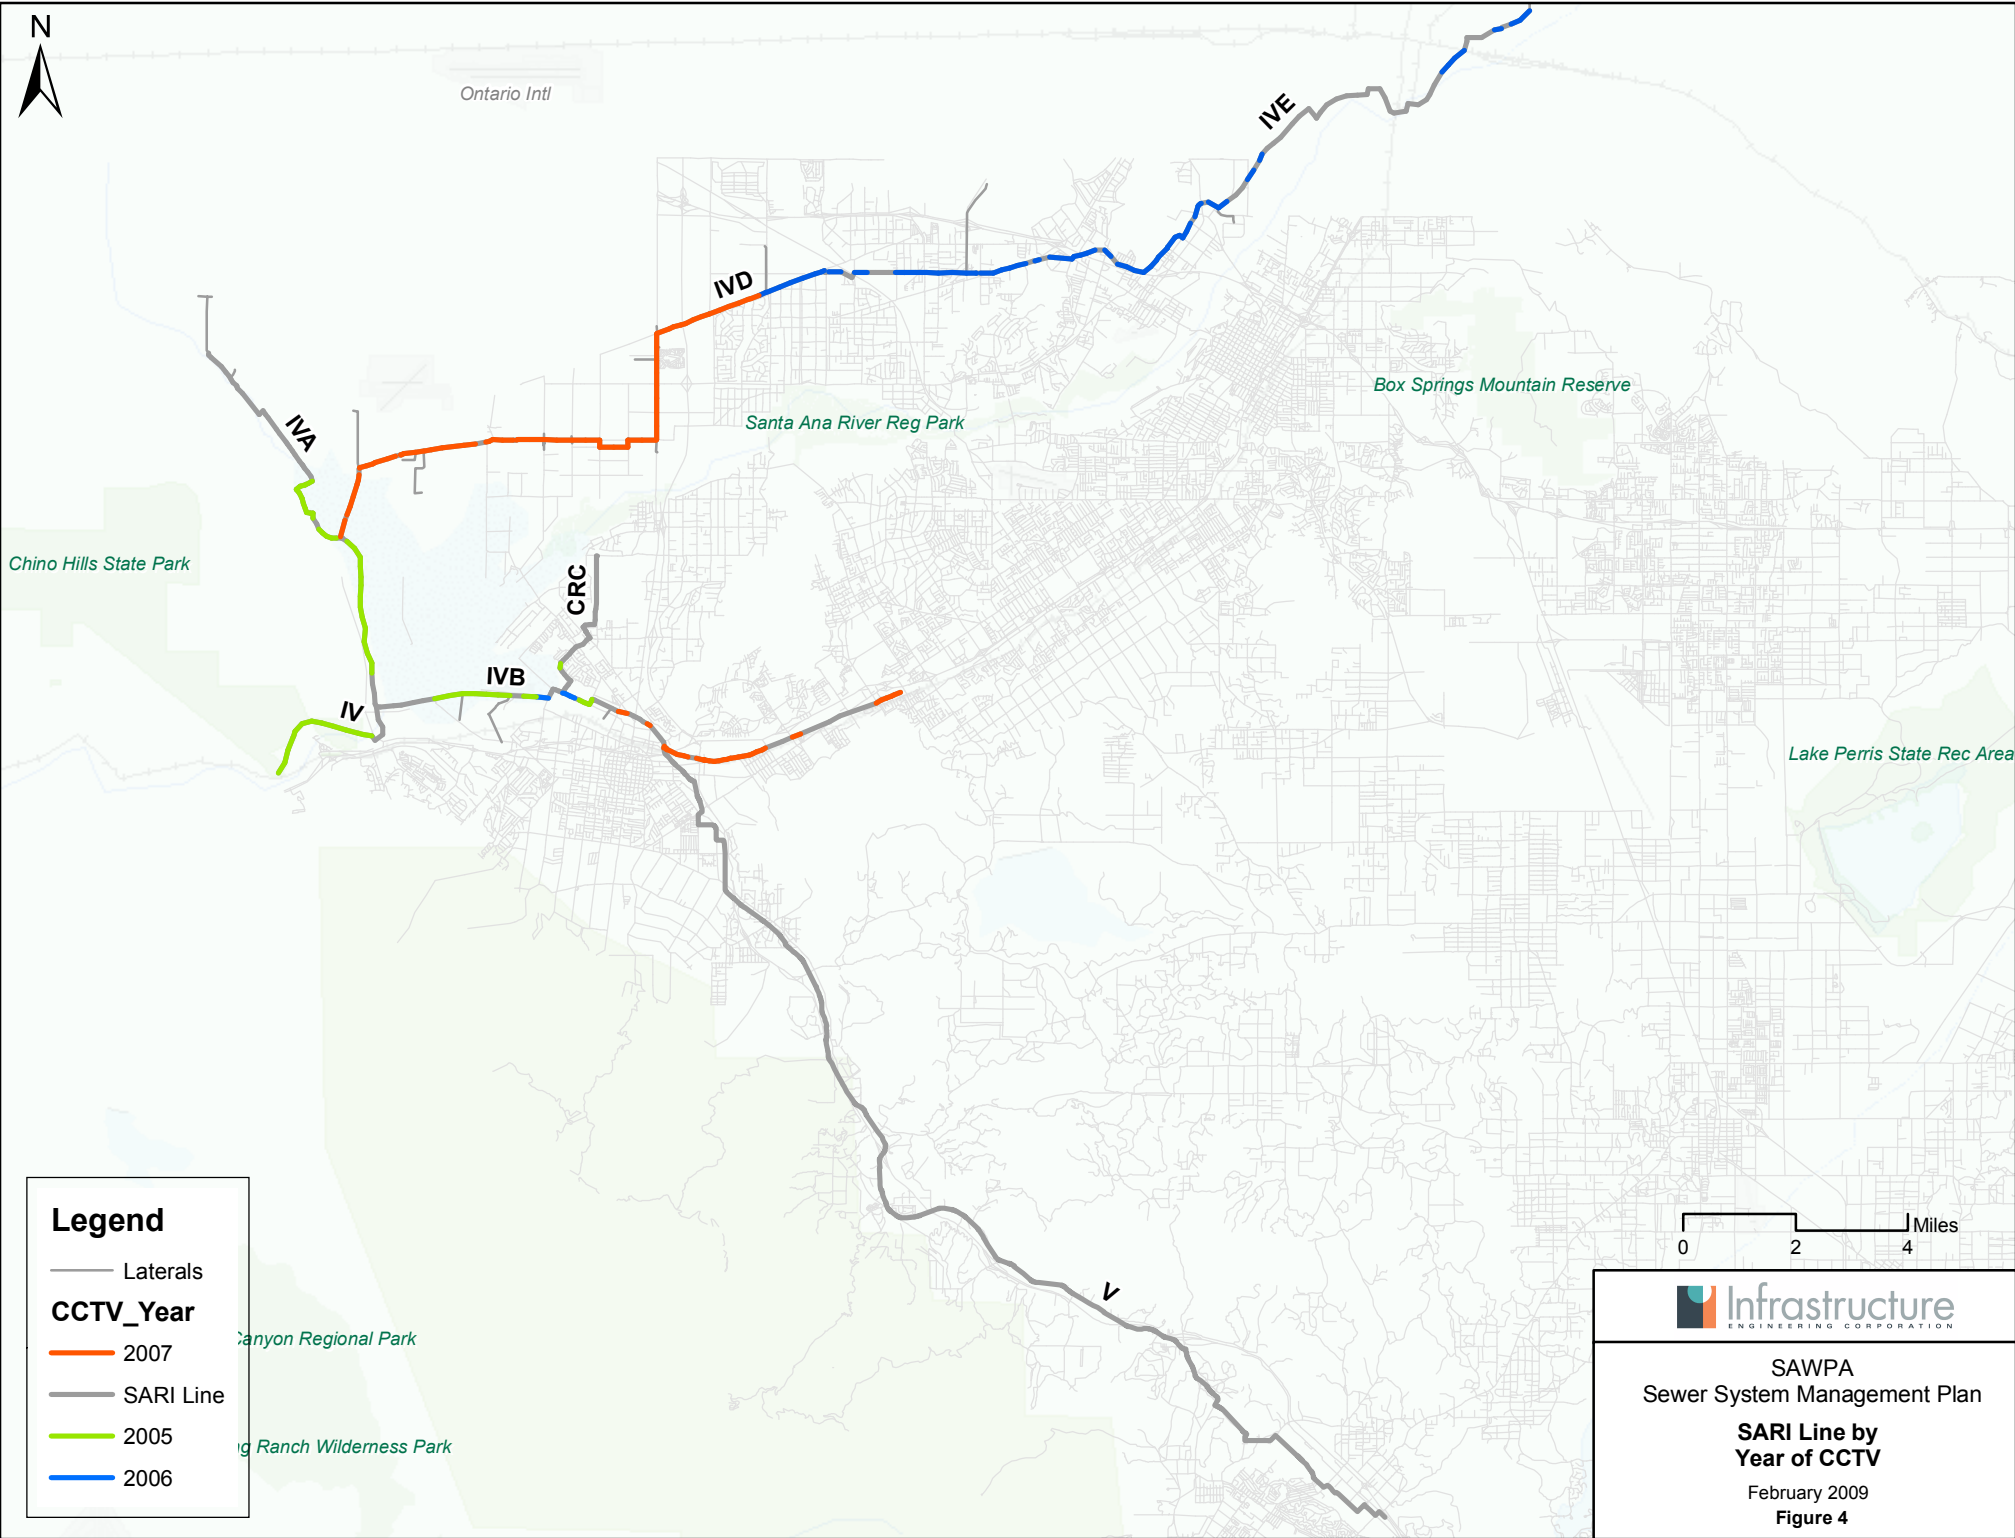 N
Ontario Intl
IVE
IVD
IVA
Box Springs Mountain Reserve
Santa Ana River Reg Park
Chino Hills State Park
CRC
IVB
IV
Lake Perris State Rec Area
V
Legend
Laterals
CCTV_Year
2007
SARI Line
2005
2006
Canyon Regional Park
Ranch Wilderness Park
Miles
0 2 4
Infrastructure
ENGINEERING CORPORATION
SAWPA
Sewer System Management Plan
SARI Line by
Year of CCTV
February 2009
Figure 4